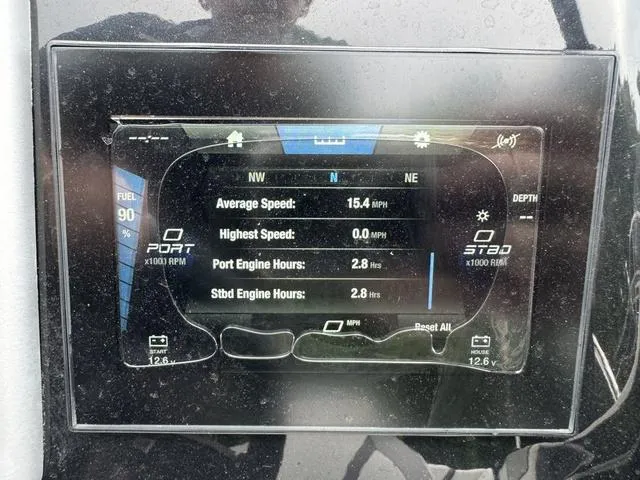 --:--
NW N NE
FUEL
90
%
Average Speed: 15.4 MPH
DEPTH
--
Highest Speed: 0.0 MPH
PORT
x1000 RPM
STBD
x1000 RPM
Port Engine Hours: 2.8 Hrs
Stbd Engine Hours: 2.8 Hrs
0 MPH
Reset All
START
12.6 V
HOUSE
12.6 V